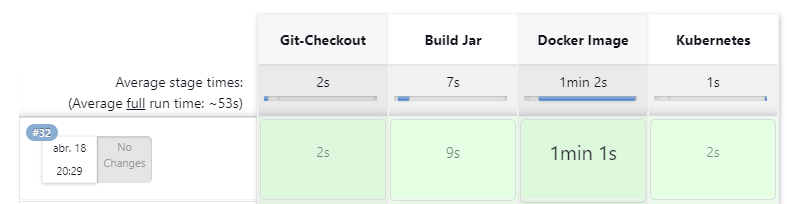 Git-Checkout Build Jar Docker Image Kubernetes
Average stage times: 2s 7s 1min 2s 1s
(Average full run time: ~53s)
#32
abr. 18 No
Changes
20:29
2s 9s 1min 1s 2s